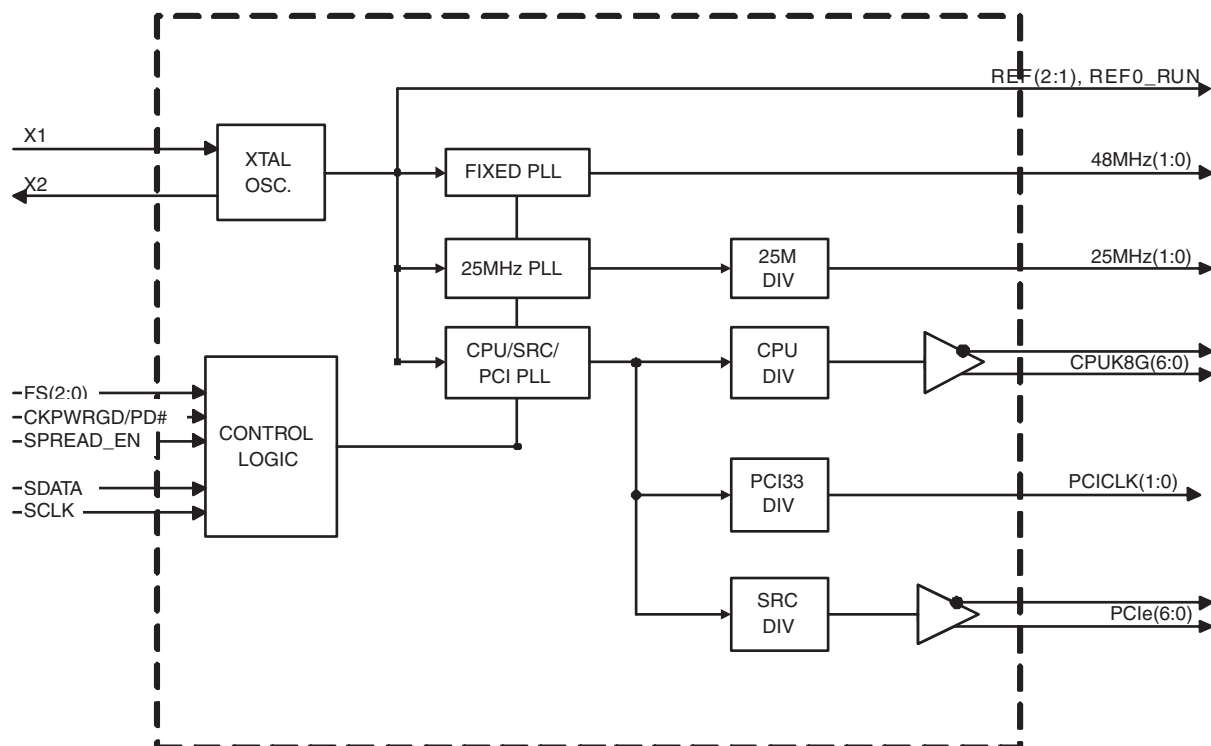 REF(2:1), REF0_RUN
X1
XTAL
OSC.
X2
FIXED PLL
48MHz(1:0)
25MHz PLL
25M
DIV
25MHz(1:0)
CPU/SRC/
PCI PLL
CPU
DIV
CPUK8G(6:0)
FS(2:0)
CKPWRGD/PD#
SPREAD_EN
SDATA
SCLK
CONTROL
LOGIC
PCI33
DIV
PCICLK(1:0)
SRC
DIV
PCIe(6:0)